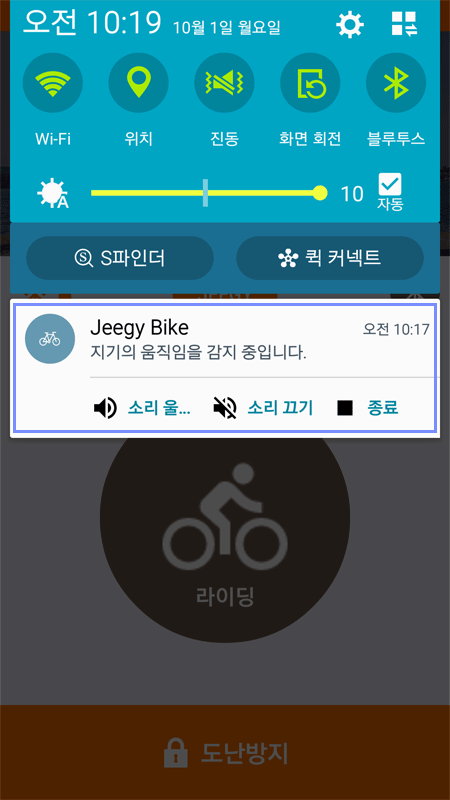 오전 10:19 10월 1일 월요일
Wi-Fi 위치 진동 화면 회전 블루투스
A 10 자동
S파인더 퀵 커넥트
Jeegy Bike 오전 10:17
지기의 움직임을 감지 중입니다.
소리 울... 소리 끄기 종료
라이딩
도난방지